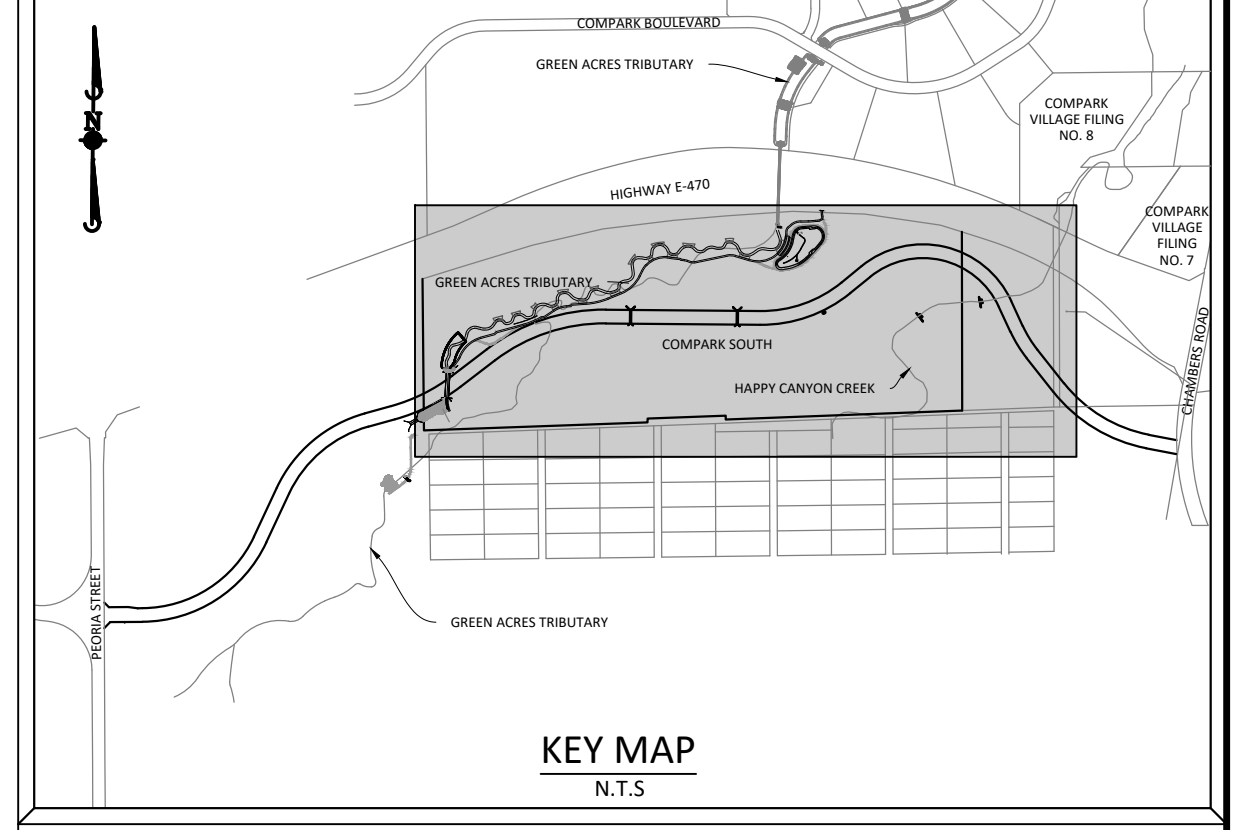 COMPARK BOULEVARD
GREEN ACRES TRIBUTARY
N
COMPARK
VILLAGE FILING
NO. 8
HIGHWAY E-470
COMPARK
VILLAGE
FILING
NO. 7
GREEN ACRES TRIBUTARY
COMPARK SOUTH
CHAMBERS ROAD
HAPPY CANYON CREEK
PEORIA STREET
GREEN ACRES TRIBUTARY
KEY MAP
N.T.S